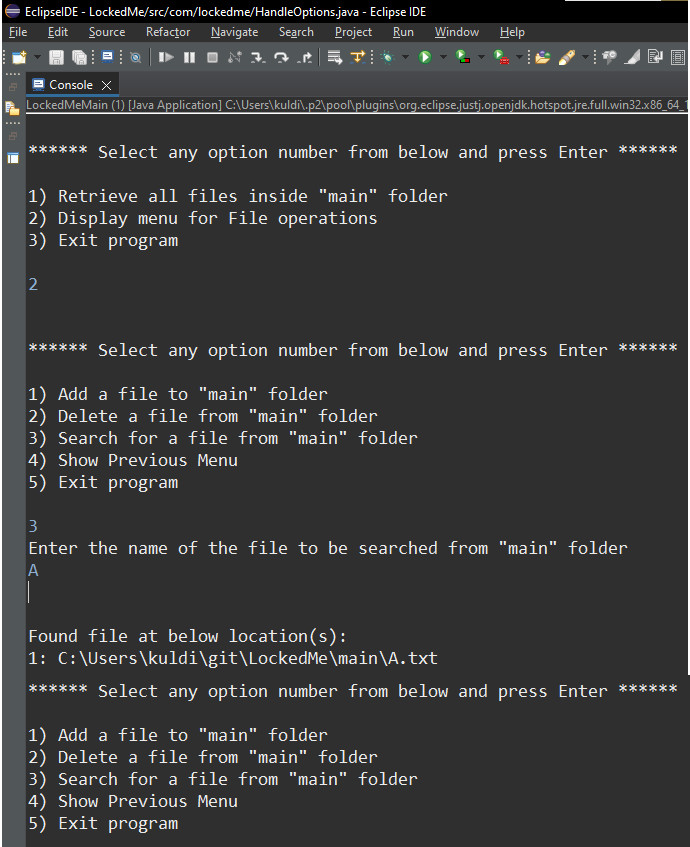 EclipseIDE - LockedMe/src/com/lockedme/HandleOptions.java - Eclipse IDE
File Edit Source Refactor Navigate Search Project Run Window Help
Console
LockedMeMain (1) [Java Application] C:\Users\kuldi\.p2\pool\plugins\org.eclipse.justj.openjdk.hotspot.jre.full.win32.x86_64_1
****** Select any option number from below and press Enter ******
1) Retrieve all files inside "main" folder
2) Display menu for File operations
3) Exit program
2
****** Select any option number from below and press Enter ******
1) Add a file to "main" folder
2) Delete a file from "main" folder
3) Search for a file from "main" folder
4) Show Previous Menu
5) Exit program
3
Enter the name of the file to be searched from "main" folder
A
Found file at below location(s):
1: C:\Users\kuldi\git\LockedMe\main\A.txt
****** Select any option number from below and press Enter ******
1) Add a file to "main" folder
2) Delete a file from "main" folder
3) Search for a file from "main" folder
4) Show Previous Menu
5) Exit program